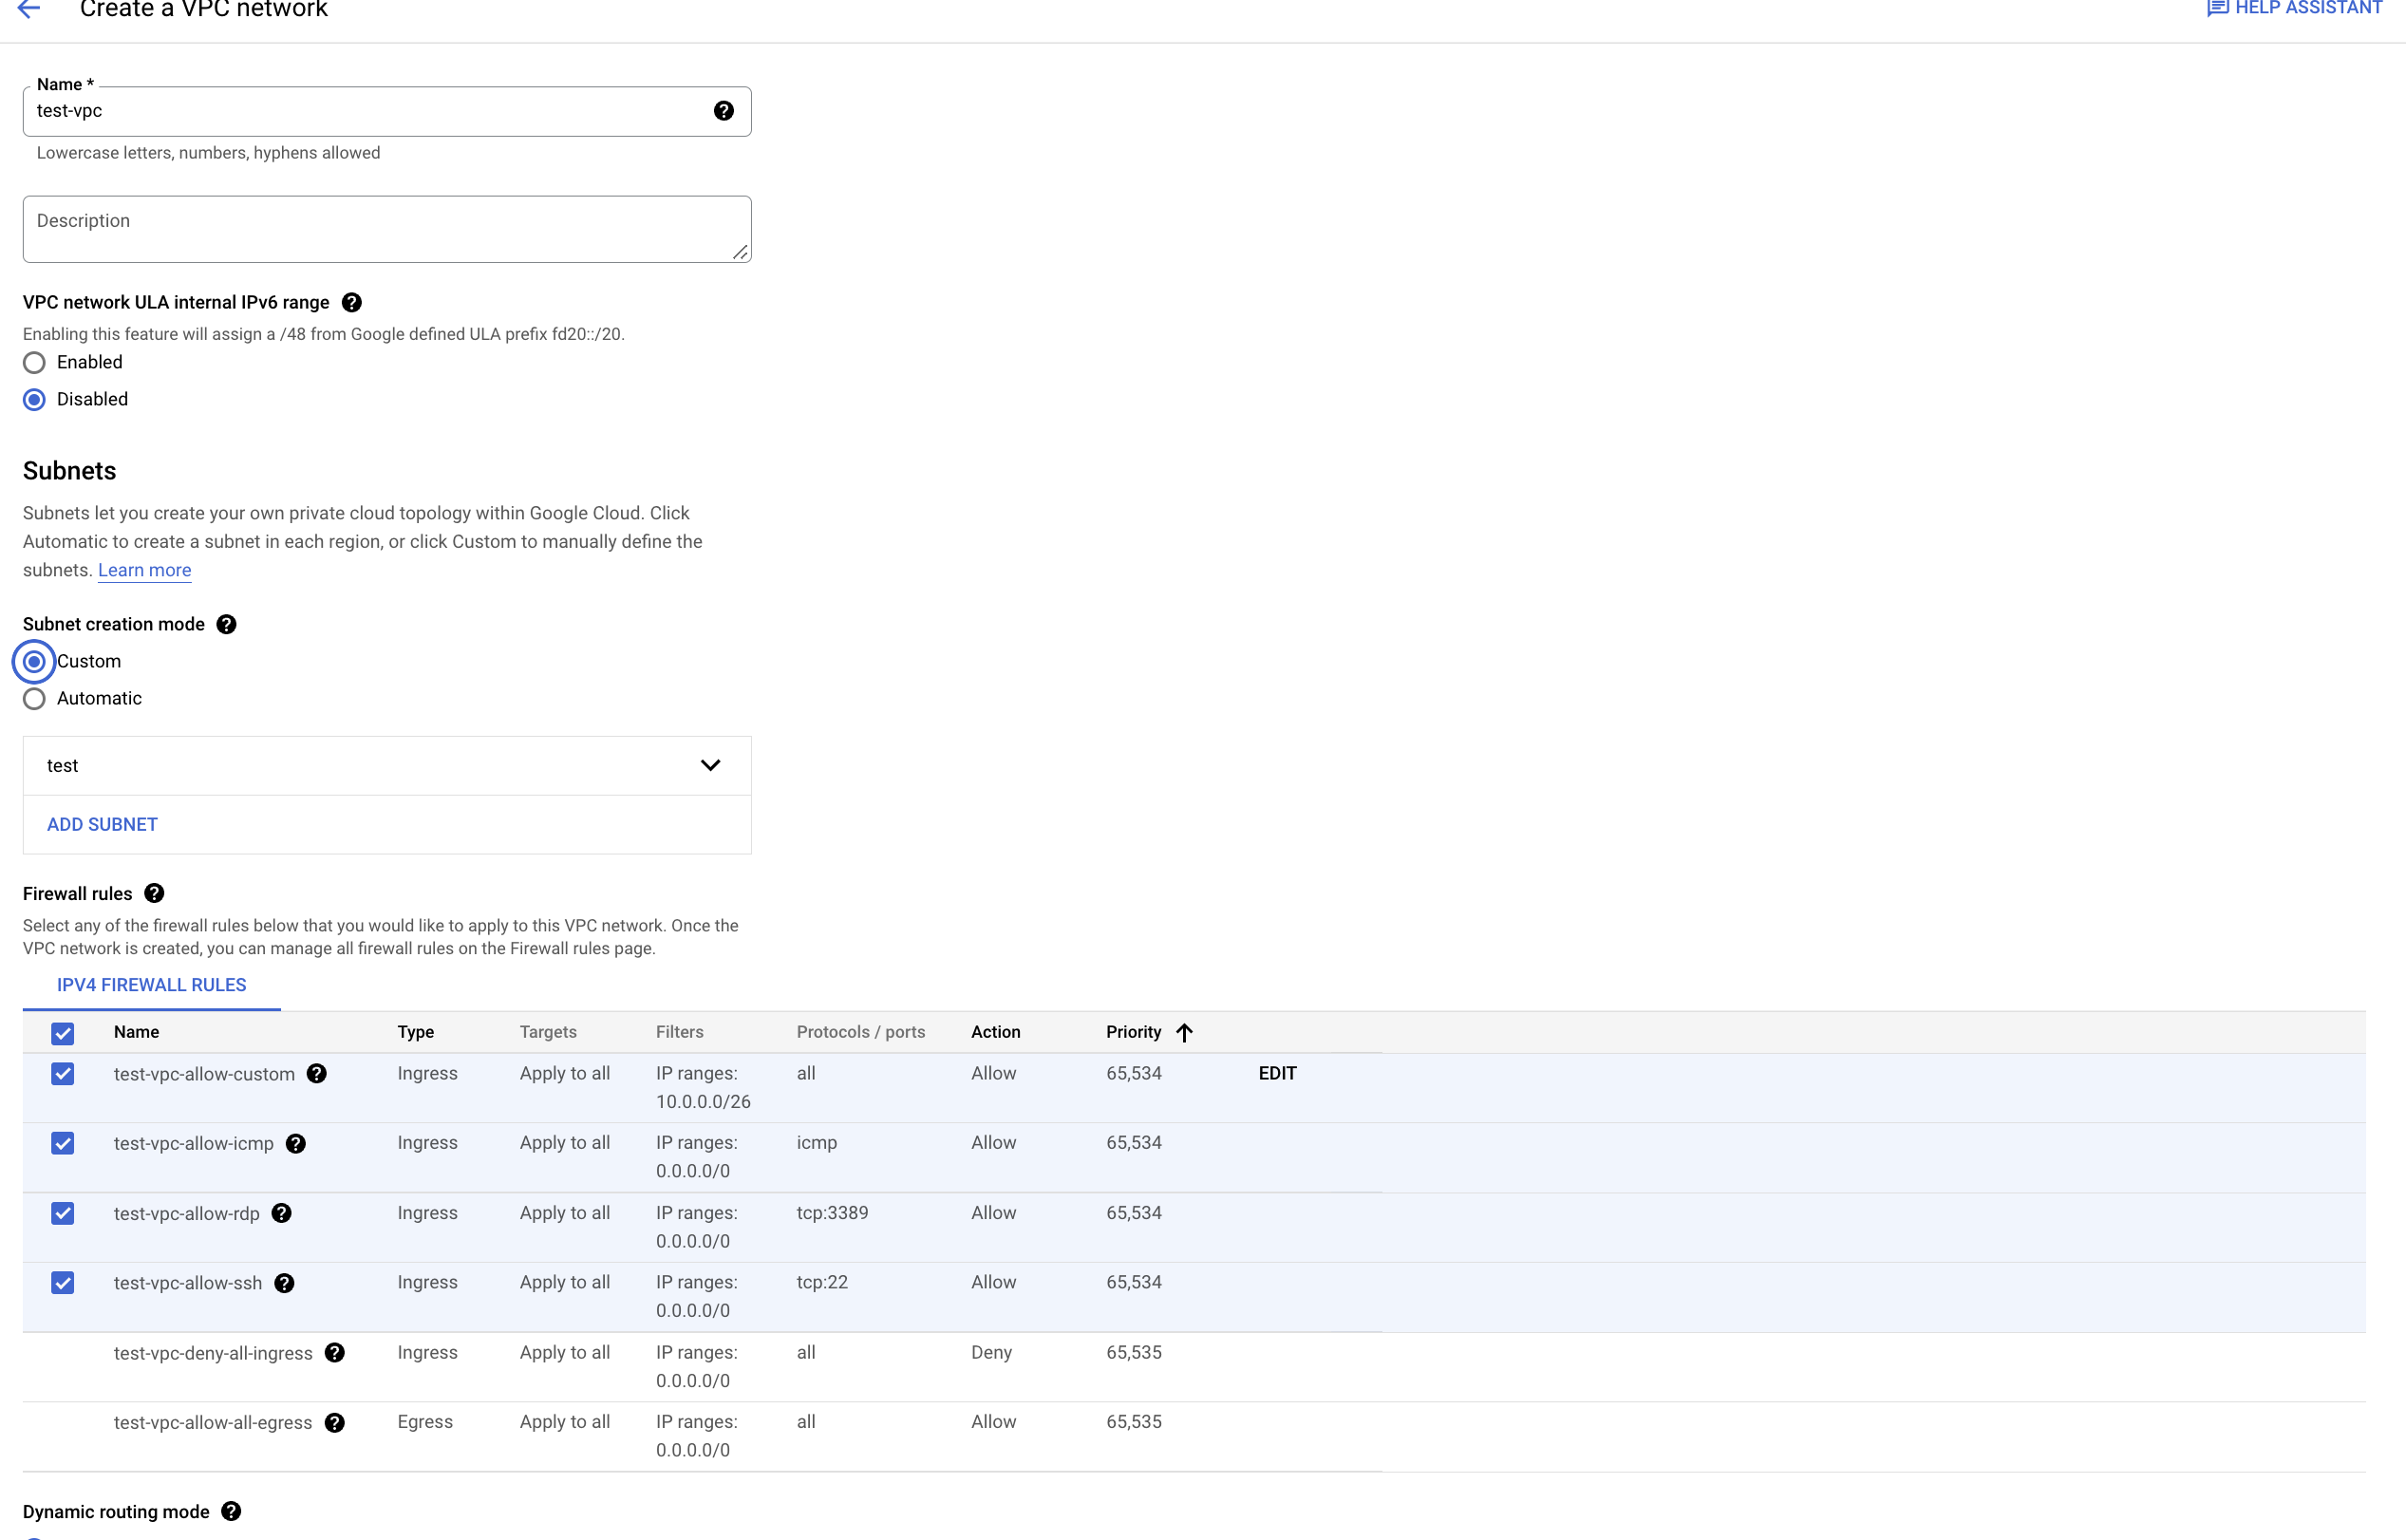 Create a VPC network
HELP ASSISTANT
Name *
test-vpc
Lowercase letters, numbers, hyphens allowed
Description
VPC network ULA internal IPv6 range
Enabling this feature will assign a /48 from Google defined ULA prefix fd20::/20.
Enabled
Disabled
Subnets
Subnets let you create your own private cloud topology within Google Cloud. Click
Automatic to create a subnet in each region, or click Custom to manually define the
subnets. Learn more
Subnet creation mode
Custom
Automatic
test
ADD SUBNET
Firewall rules
Select any of the firewall rules below that you would like to apply to this VPC network. Once the
VPC network is created, you can manage all firewall rules on the Firewall rules page.
IPV4 FIREWALL RULES
Name Type Targets Filters Protocols / ports Action Priority
test-vpc-allow-custom Ingress Apply to all IP ranges: all Allow 65,534 EDIT
10.0.0.0/26
test-vpc-allow-icmp Ingress Apply to all IP ranges: icmp Allow 65,534
0.0.0.0/0
test-vpc-allow-rdp Ingress Apply to all IP ranges: tcp:3389 Allow 65,534
0.0.0.0/0
test-vpc-allow-ssh Ingress Apply to all IP ranges: tcp:22 Allow 65,534
0.0.0.0/0
test-vpc-deny-all-ingress Ingress Apply to all IP ranges: all Deny 65,535
0.0.0.0/0
test-vpc-allow-all-egress Egress Apply to all IP ranges: all Allow 65,535
0.0.0.0/0
Dynamic routing mode